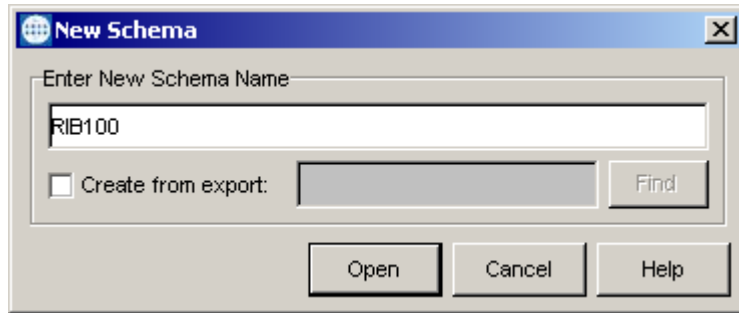 New Schema
Enter New Schema Name
RIB100
Create from export: Find
Open Cancel Help